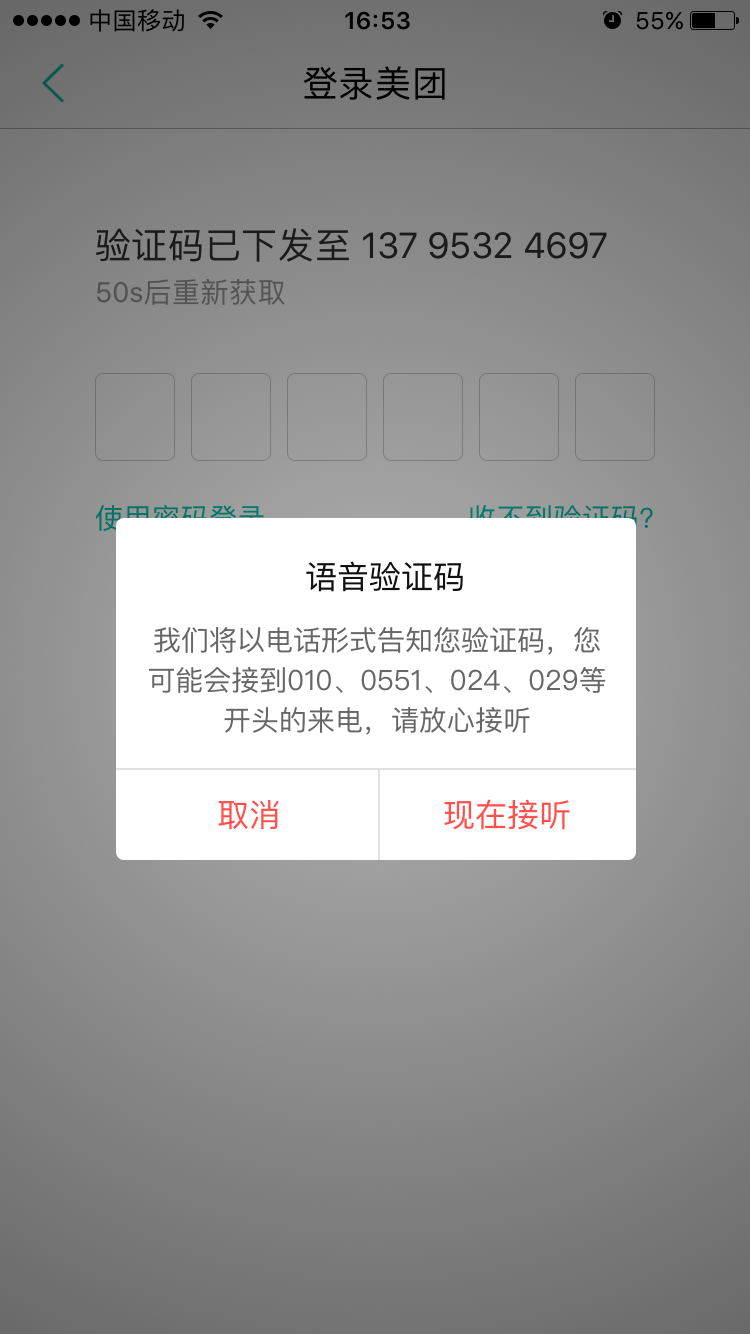 中国移动
16:53
55%
登录美团
验证码已下发至 137 9532 4697
50s后重新获取
使用密码登录
收不到验证码?
语音验证码
我们将以电话形式告知您验证码，您
可能会接到010、0551、024、029等
开头的来电，请放心接听
取消
现在接听